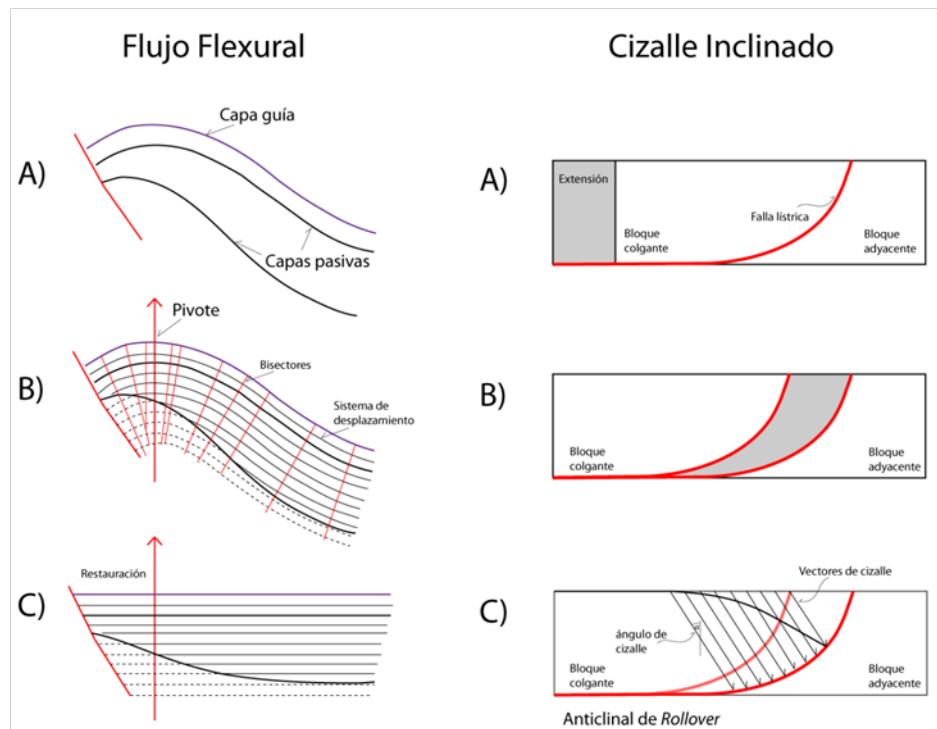 Flujo Flexural
A)
Capa guía
Capas pasivas
B)
Pivote
Bisectores
Sistema de
desplazamiento
C)
Restauración
Cizalle Inclinado
A)
Extensión
Bloque
colgante
Falla lístrica
Bloque
adyacente
B)
Bloque
colgante
Bloque
adyacente
C)
Vectores de cizalle
ángulo de
cizalle
Bloque
colgante
Bloque
adyacente
Anticlinal de Rollover